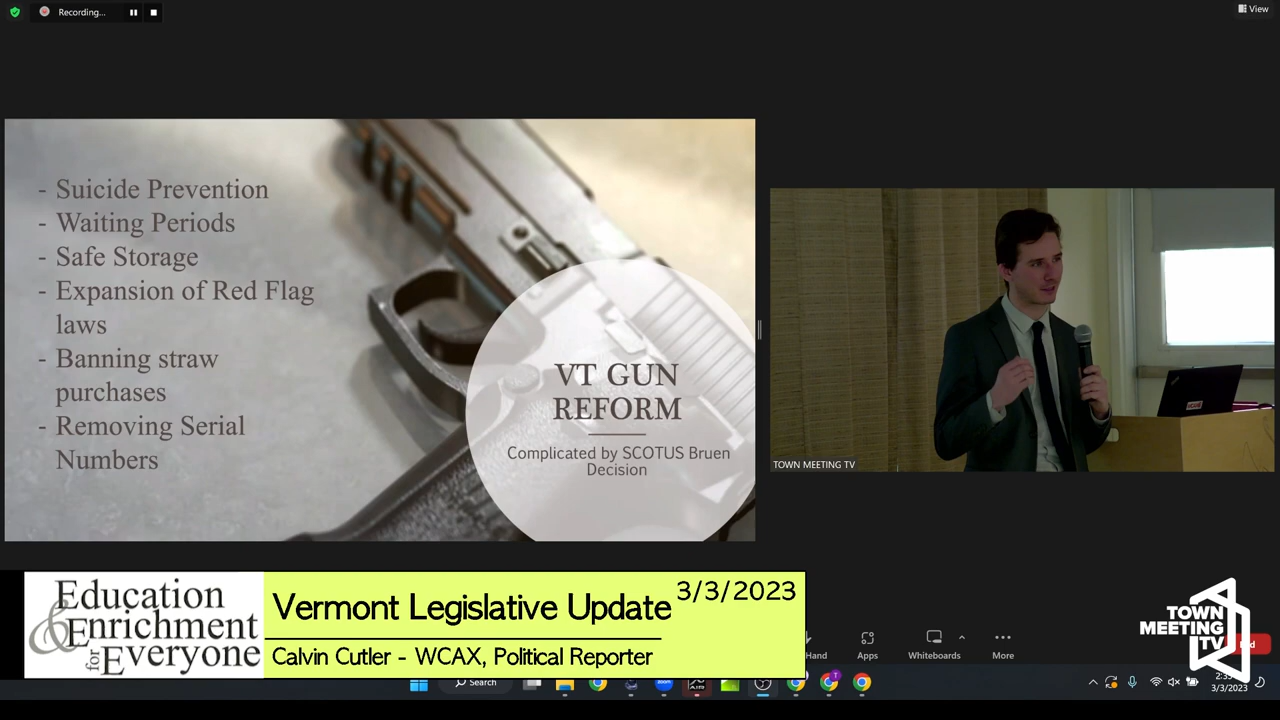 Recording...
View
- Suicide Prevention
- Waiting Periods
- Safe Storage
- Expansion of Red Flag
laws
- Banning straw
purchases
- Removing Serial
Numbers
VT GUN
REFORM
Complicated by SCOTUS Bruen
Decision
TOWN MEETING TV
Education
& Enrichment
for Everyone
Vermont Legislative Update
3/3/2023
Calvin Cutler - WCAX, Political Reporter
Hand
Apps
Whiteboards
More
TOWN
MEETING
TV
Search
3/3/2023